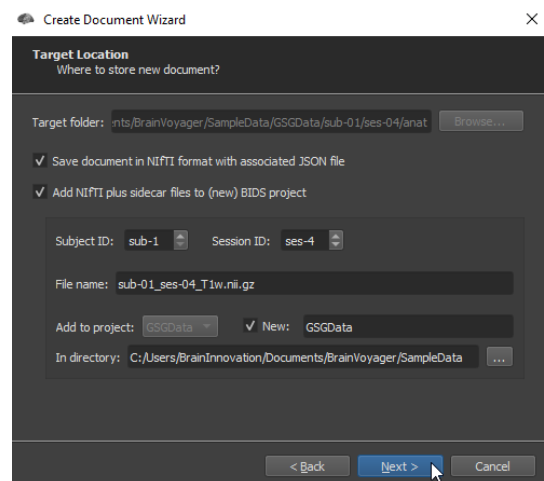 Create Document Wizard
Target Location
Where to store new document?
Target folder: ents/BrainVoyager/SampleData/GSGData/sub-01/ses-04/anat Browse...
Save document in NIfTI format with associated JSON file
Add NIfTI plus sidecar files to (new) BIDS project
Subject ID: sub-1 Session ID: ses-4
File name: sub-01_ses-04_T1w.nii.gz
Add to project: GSGData New: GSGData
In directory: C:/Users/BrainInnovation/Documents/BrainVoyager/SampleData ...
< Back Next > Cancel